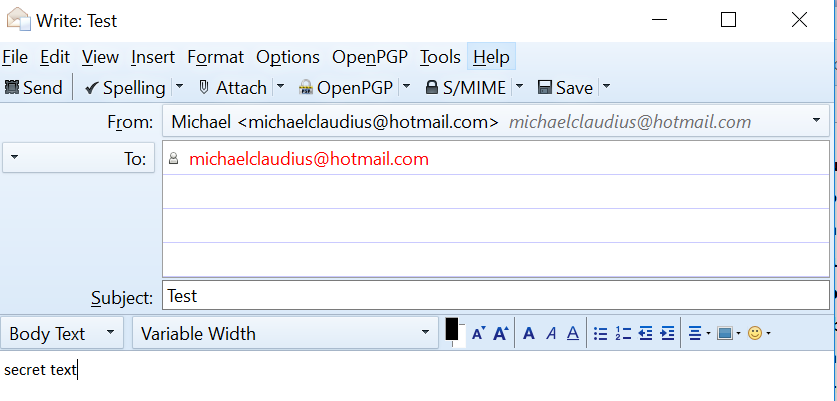 Write: Test
File Edit View Insert Format Options OpenPGP Tools Help
Send Spelling Attach OpenPGP S/MIME Save
From: Michael <michaelclaudius@hotmail.com> michaelclaudius@hotmail.com
To: michaelclaudius@hotmail.com
Subject: Test
Body Text Variable Width
secret text